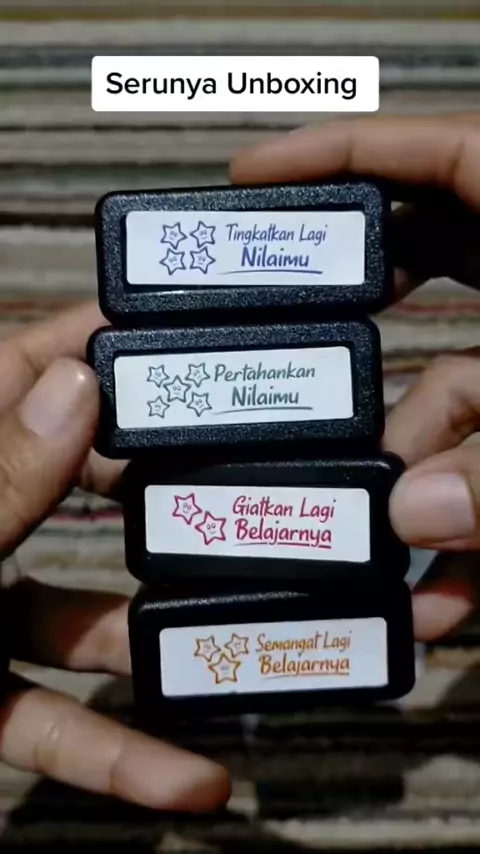 Serunya Unboxing
Tingkatkan Lagi
Nilaimu
Pertahankan
Nilaimu
Giatkan Lagi
Belajarnya
Semangat Lagi
Belajarnya